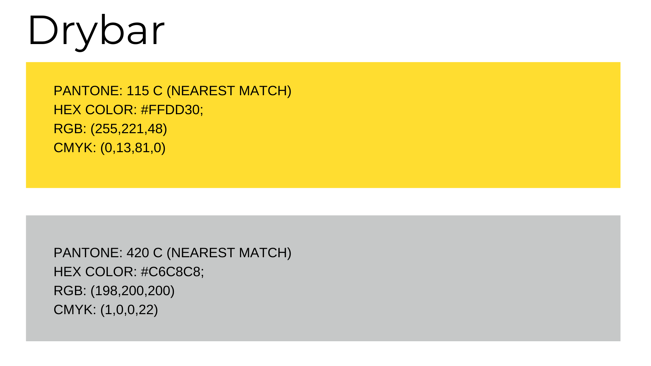 Drybar
PANTONE: 115 C (NEAREST MATCH)
HEX COLOR: #FFDD30;
RGB: (255,221,48)
CMYK: (0,13,81,0)
PANTONE: 420 C (NEAREST MATCH)
HEX COLOR: #C6C8C8;
RGB: (198,200,200)
CMYK: (1,0,0,22)